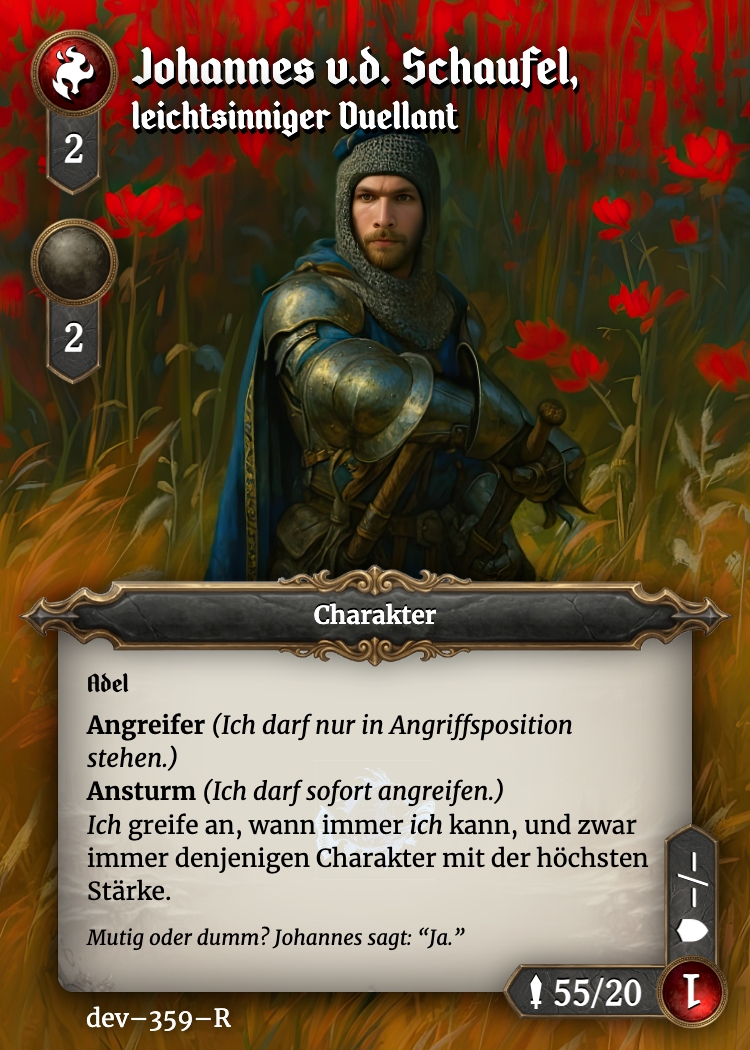 Johannes v.d. Schaufel,
leichtsinniger Duellant
2
2
Charakter
Adel
Angreifer (Ich darf nur in Angriffsposition
stehen.)
Ansturm (Ich darf sofort angreifen.)
Ich greife an, wann immer ich kann, und zwar
immer denjenigen Charakter mit der höchsten
Stärke.
Mutig oder dumm? Johannes sagt: “Ja.”
–/–
55/20
1
dev–359–R